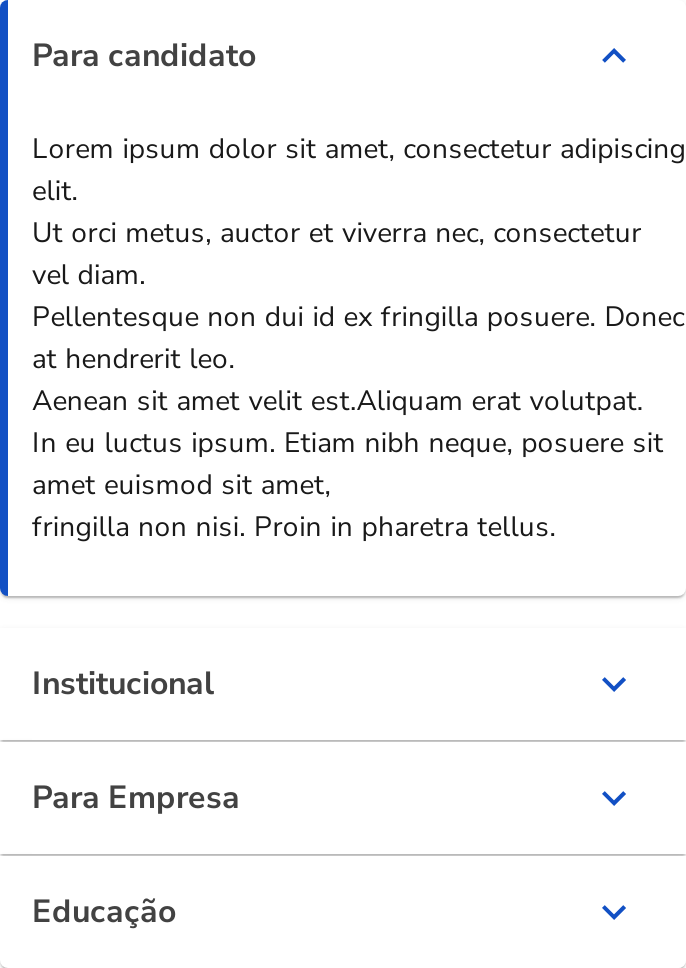 Para candidato
Lorem ipsum dolor sit amet, consectetur adipiscing
elit.
Ut orci metus, auctor et viverra nec, consectetur
vel diam.
Pellentesque non dui id ex fringilla posuere. Donec
at hendrerit leo.
Aenean sit amet velit est.Aliquam erat volutpat.
In eu luctus ipsum. Etiam nibh neque, posuere sit
amet euismod sit amet,
fringilla non nisi. Proin in pharetra tellus.
Institucional
Para Empresa
Educação